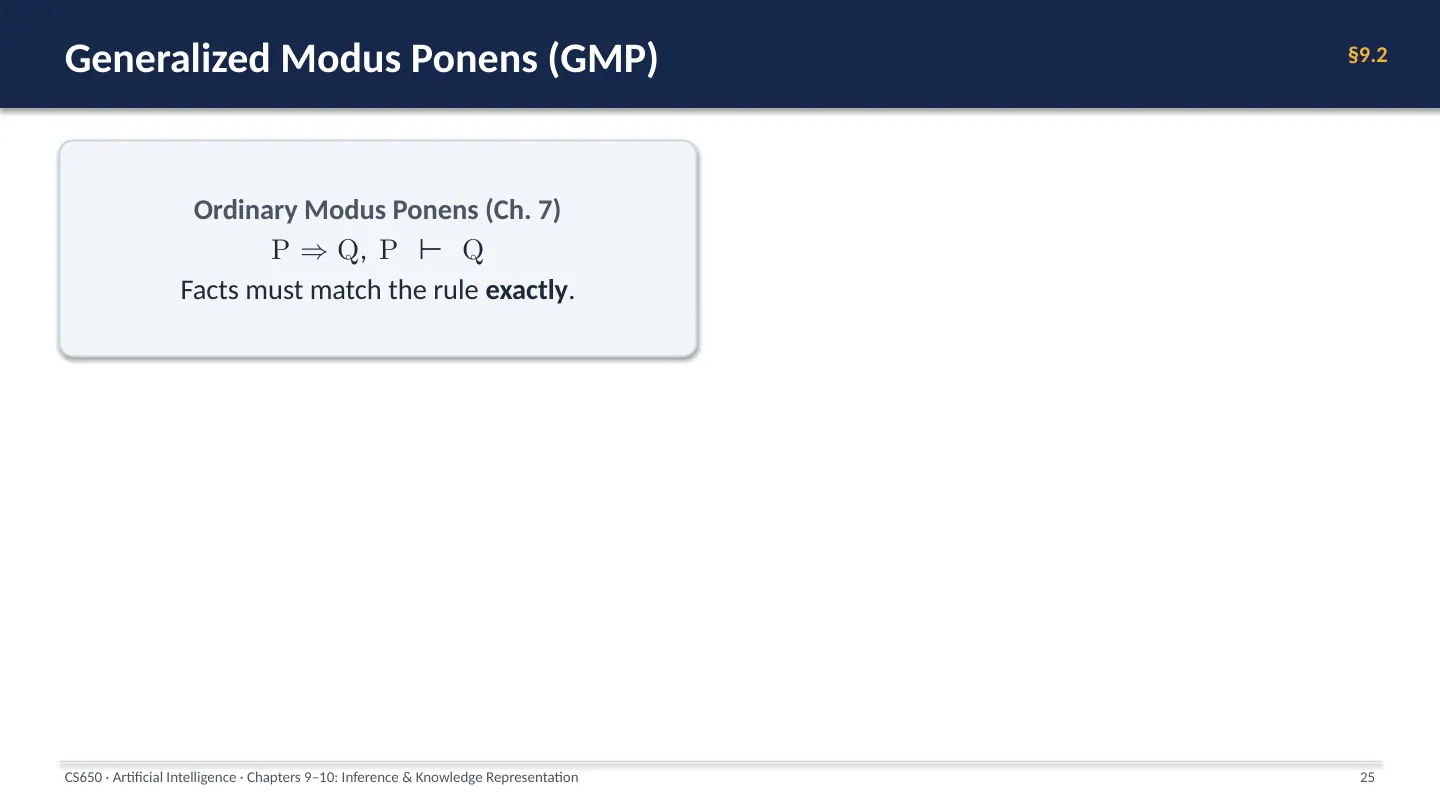 Generalized Modus Ponens (GMP)
§9.2
Ordinary Modus Ponens (Ch. 7)
P ⇒ Q, P ⊢ Q
Facts must match the rule exactly.
CS650 · Artificial Intelligence · Chapters 9–10: Inference & Knowledge Representation
25